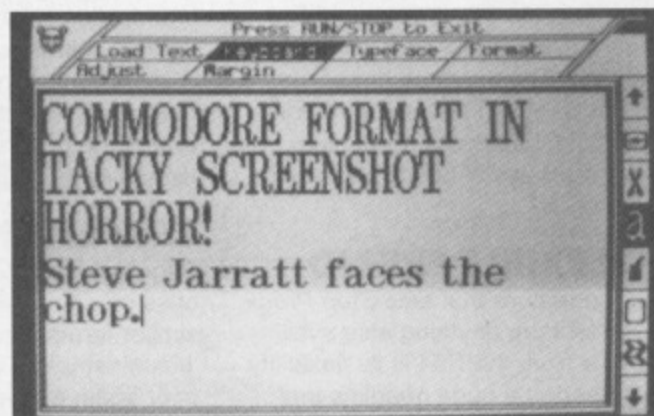 Press RUN/STOP to Exit
Load Text Keyboard Typeface Format
Adjust Margin
COMMODORE FORMAT IN
TACKY SCREENSHOT
HORROR!
Steve Jarratt faces the
chop.